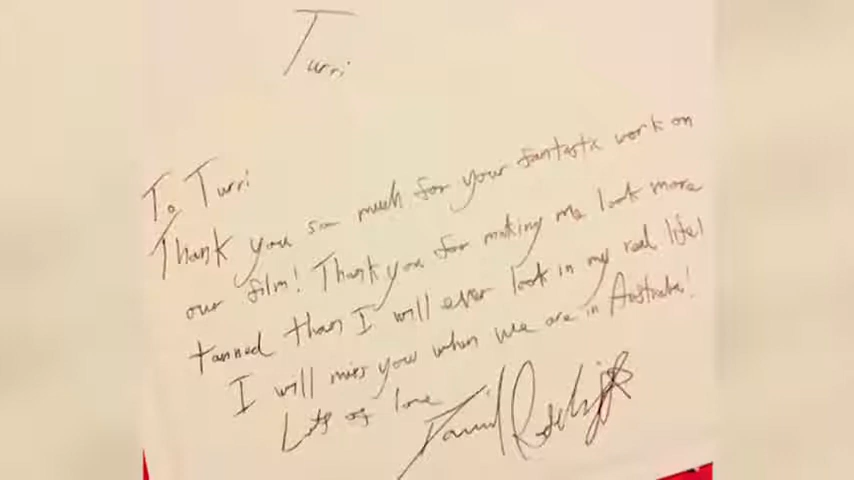 Turri
To Turri
Thank you so much for your fantastic work on
our film! Thank you for making me look more
tanned than I will ever look in my real life!
I will miss you when we are in Australia!
Lots of love
Daniel Radcliffe